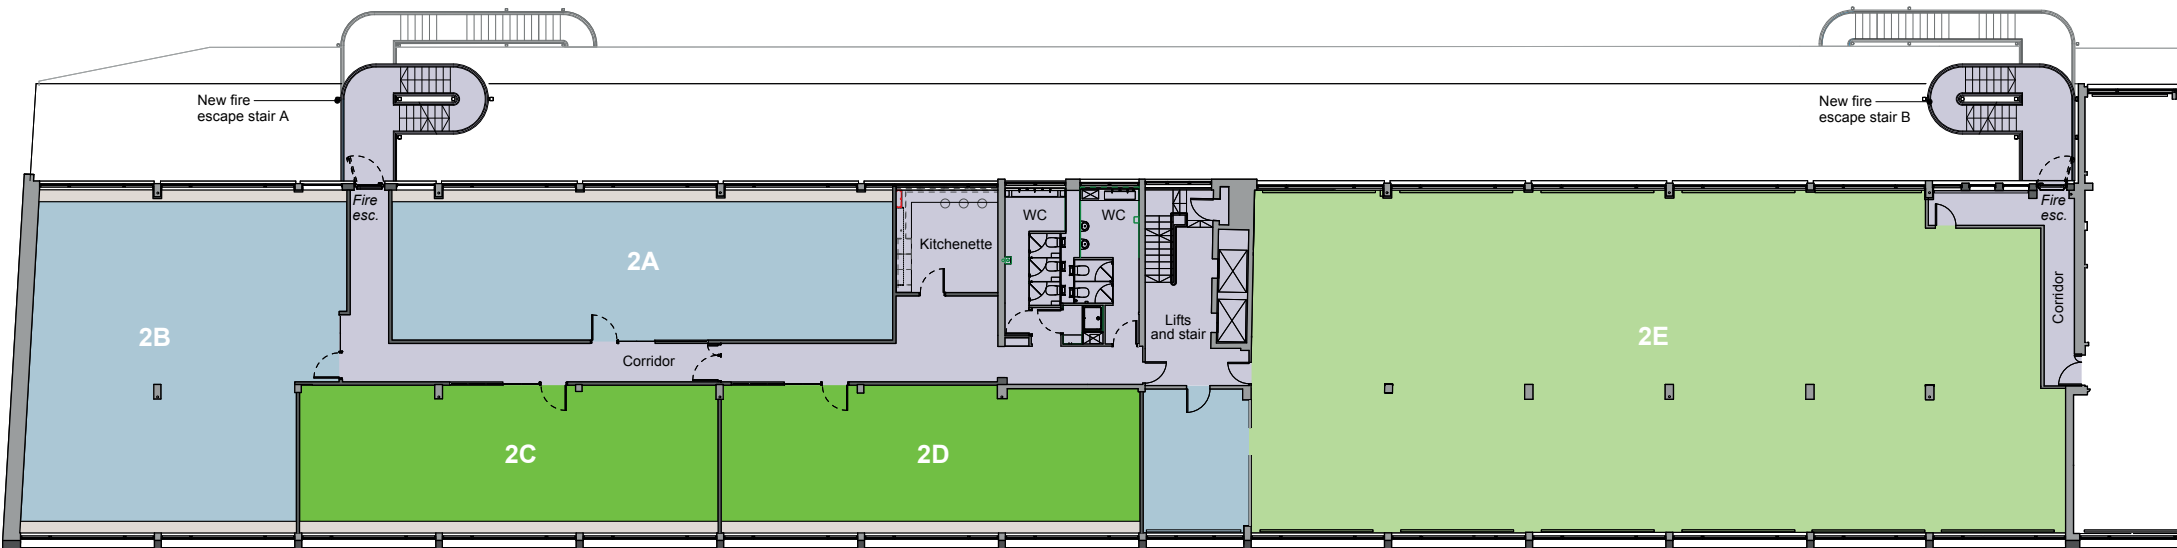 New fire
escape stair A
New fire
escape stair B
Fire
esc.
Fire
esc.
WC
WC
Kitchenette
2A
Corridor
2B
Lifts
and stair
2E
Corridor
2C
2D